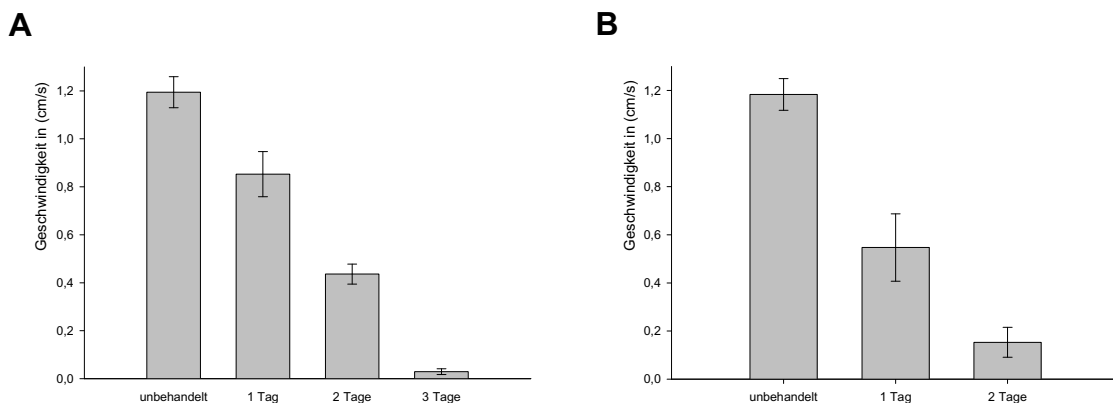 A
Geschwindigkeit in (cm/s)
1,2
1,0
0,8
0,6
0,4
0,2
0,0
unbehandelt 1 Tag 2 Tage 3 Tage
B
Geschwindigkeit in (cm/s)
1,2
1,0
0,8
0,6
0,4
0,2
0,0
unbehandelt 1 Tag 2 Tage